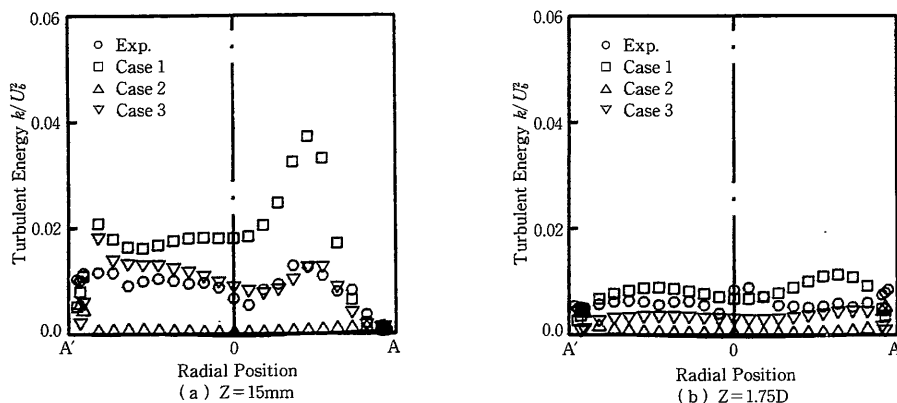 0.06
Exp.
Case 1
Case 2
Case 3
0.04
0.02
0.0
Turbulent Energy k/U_b^2
A' 0 A
Radial Position
(a) Z=15mm
0.06
Exp.
Case 1
Case 2
Case 3
0.04
0.02
0.0
Turbulent Energy k/U_b^2
A' 0 A
Radial Position
(b) Z=1.75D